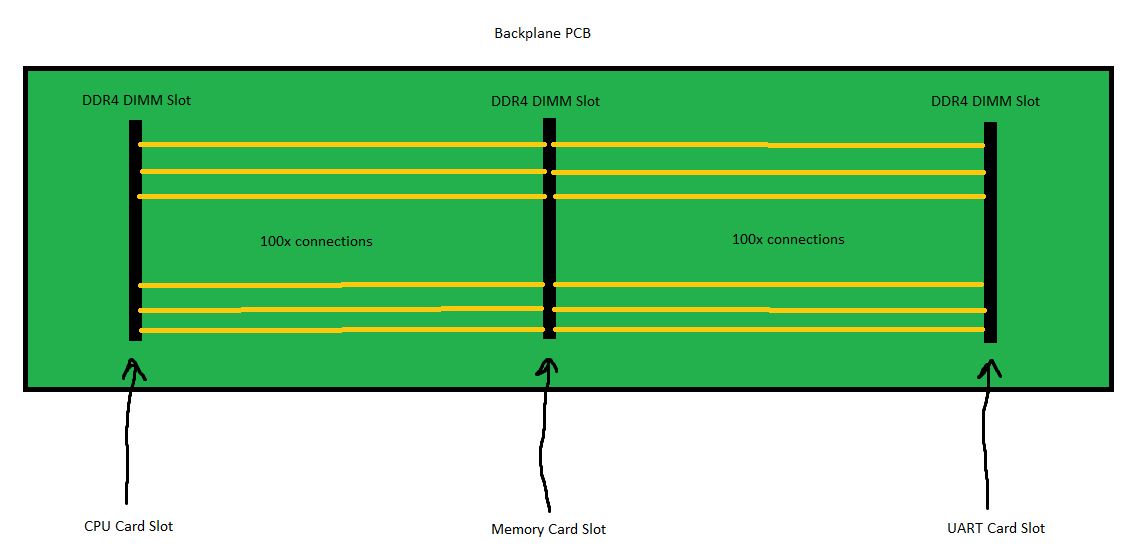 Backplane PCB
DDR4 DIMM Slot
DDR4 DIMM Slot
DDR4 DIMM Slot
100x connections
100x connections
CPU Card Slot
Memory Card Slot
UART Card Slot